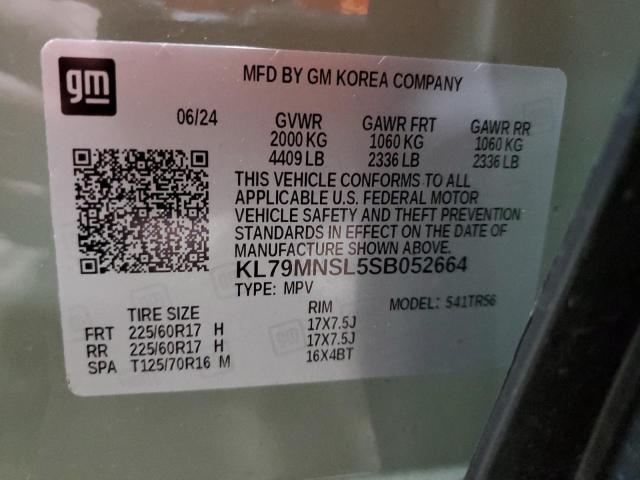 gm
MFD BY GM KOREA COMPANY
06/24 GVWR GAWR FRT GAWR RR
2000 KG 1060 KG 1060 KG
4409 LB 2336 LB 2336 LB
THIS VEHICLE CONFORMS TO ALL
APPLICABLE U.S. FEDERAL MOTOR
VEHICLE SAFETY AND THEFT PREVENTION
STANDARDS IN EFFECT ON THE DATE OF
MANUFACTURE SHOWN ABOVE.
KL79MNSL5SB052664
TYPE: MPV MODEL: 541TR56
TIRE SIZE RIM
FRT 225/60R17 H 17X7.5J
RR 225/60R17 H 17X7.5J
SPA T125/70R16 M 16X4BT